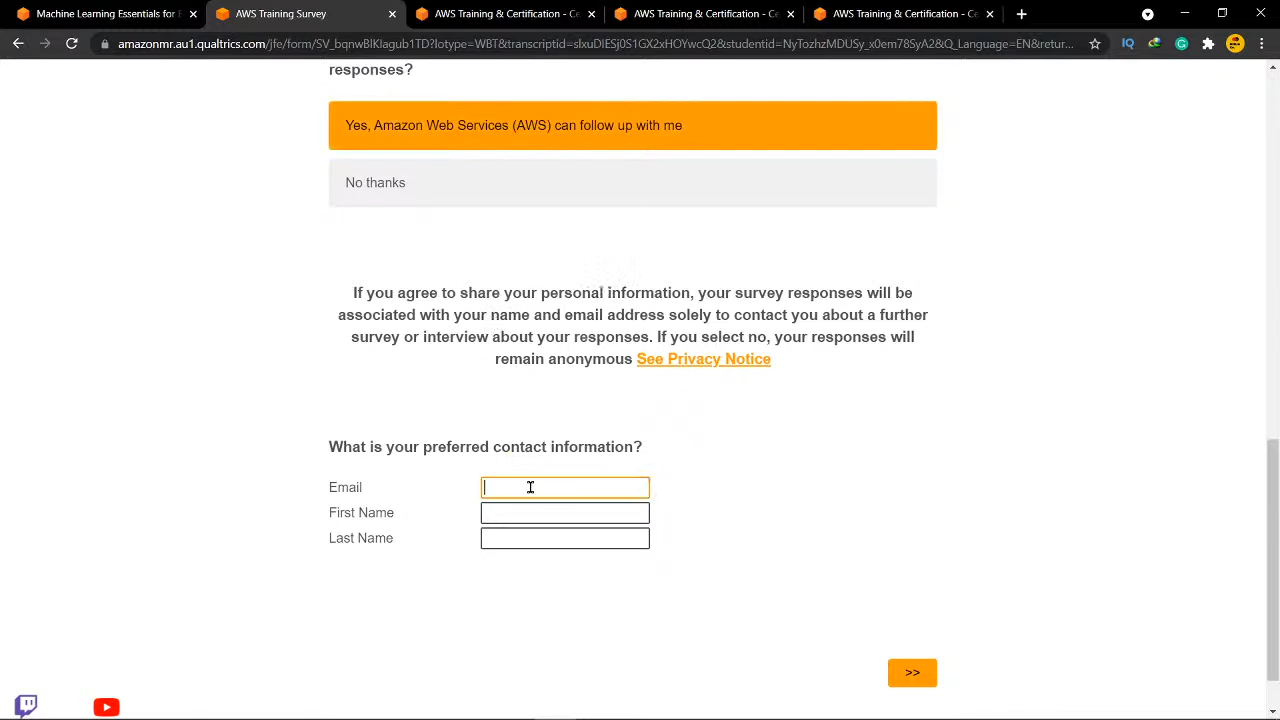 Machine Learning Essentials for B
AWS Training Survey
AWS Training & Certification - Ce
AWS Training & Certification - Ce
AWS Training & Certification - Ce
amazonmr.au1.qualtrics.com/jfe/form/SV_bqnwBlKlagub1TD?lotype=WBT&transcriptid=slxuDIESj0S1GX2xHOYwcQ2&studentid=NyTozhzMDUSy_x0em78SyA2&Q_Language=EN&retur...
responses?
Yes, Amazon Web Services (AWS) can follow up with me
No thanks
If you agree to share your personal information, your survey responses will be
associated with your name and email address solely to contact you about a further
survey or interview about your responses. If you select no, your responses will
remain anonymous See Privacy Notice
What is your preferred contact information?
Email
First Name
Last Name
>>